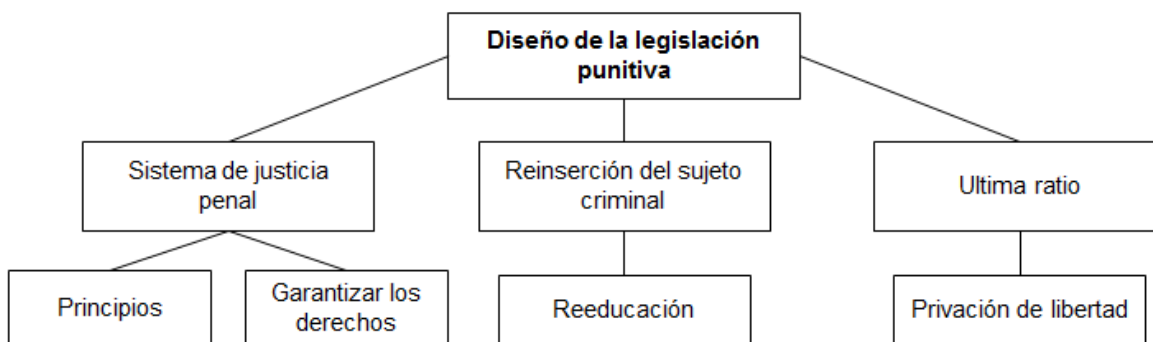 Diseño de la legislación
punitiva
Sistema de justicia
penal
Reinserción del sujeto
criminal
Ultima ratio
Principios
Garantizar los
derechos
Reeducación
Privación de libertad